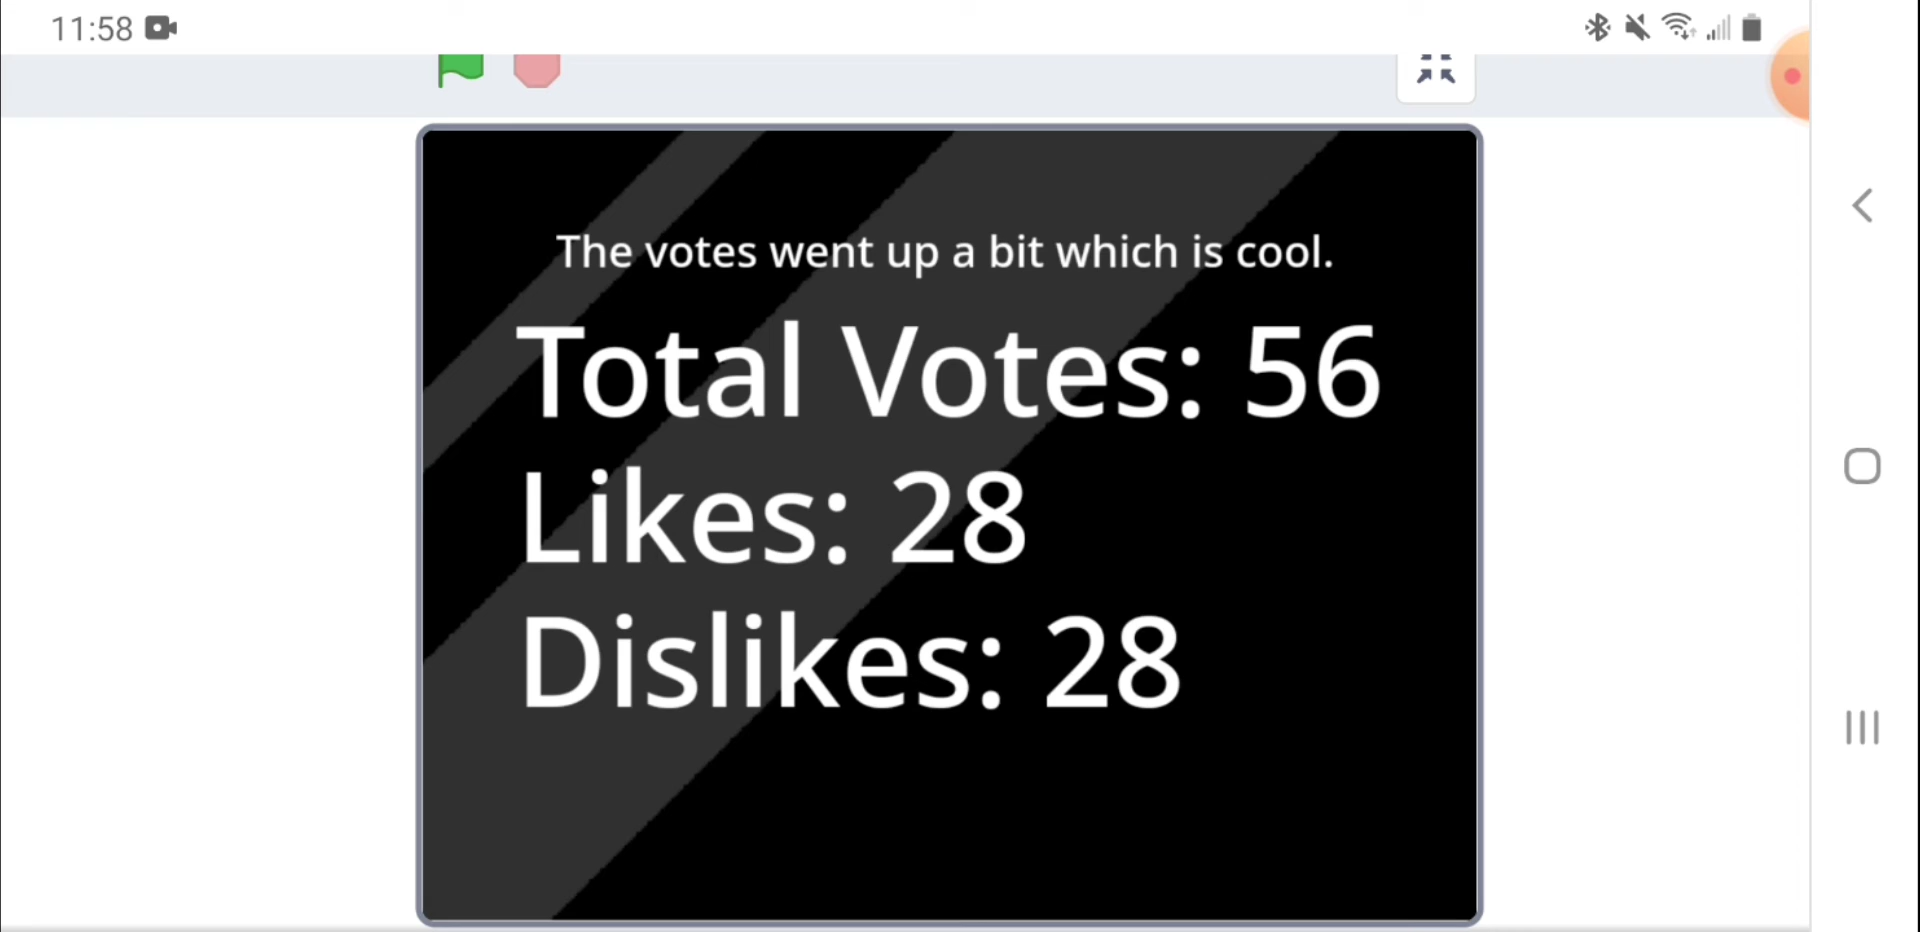 11:58
The votes went up a bit which is cool.
Total Votes: 56
Likes: 28
Dislikes: 28